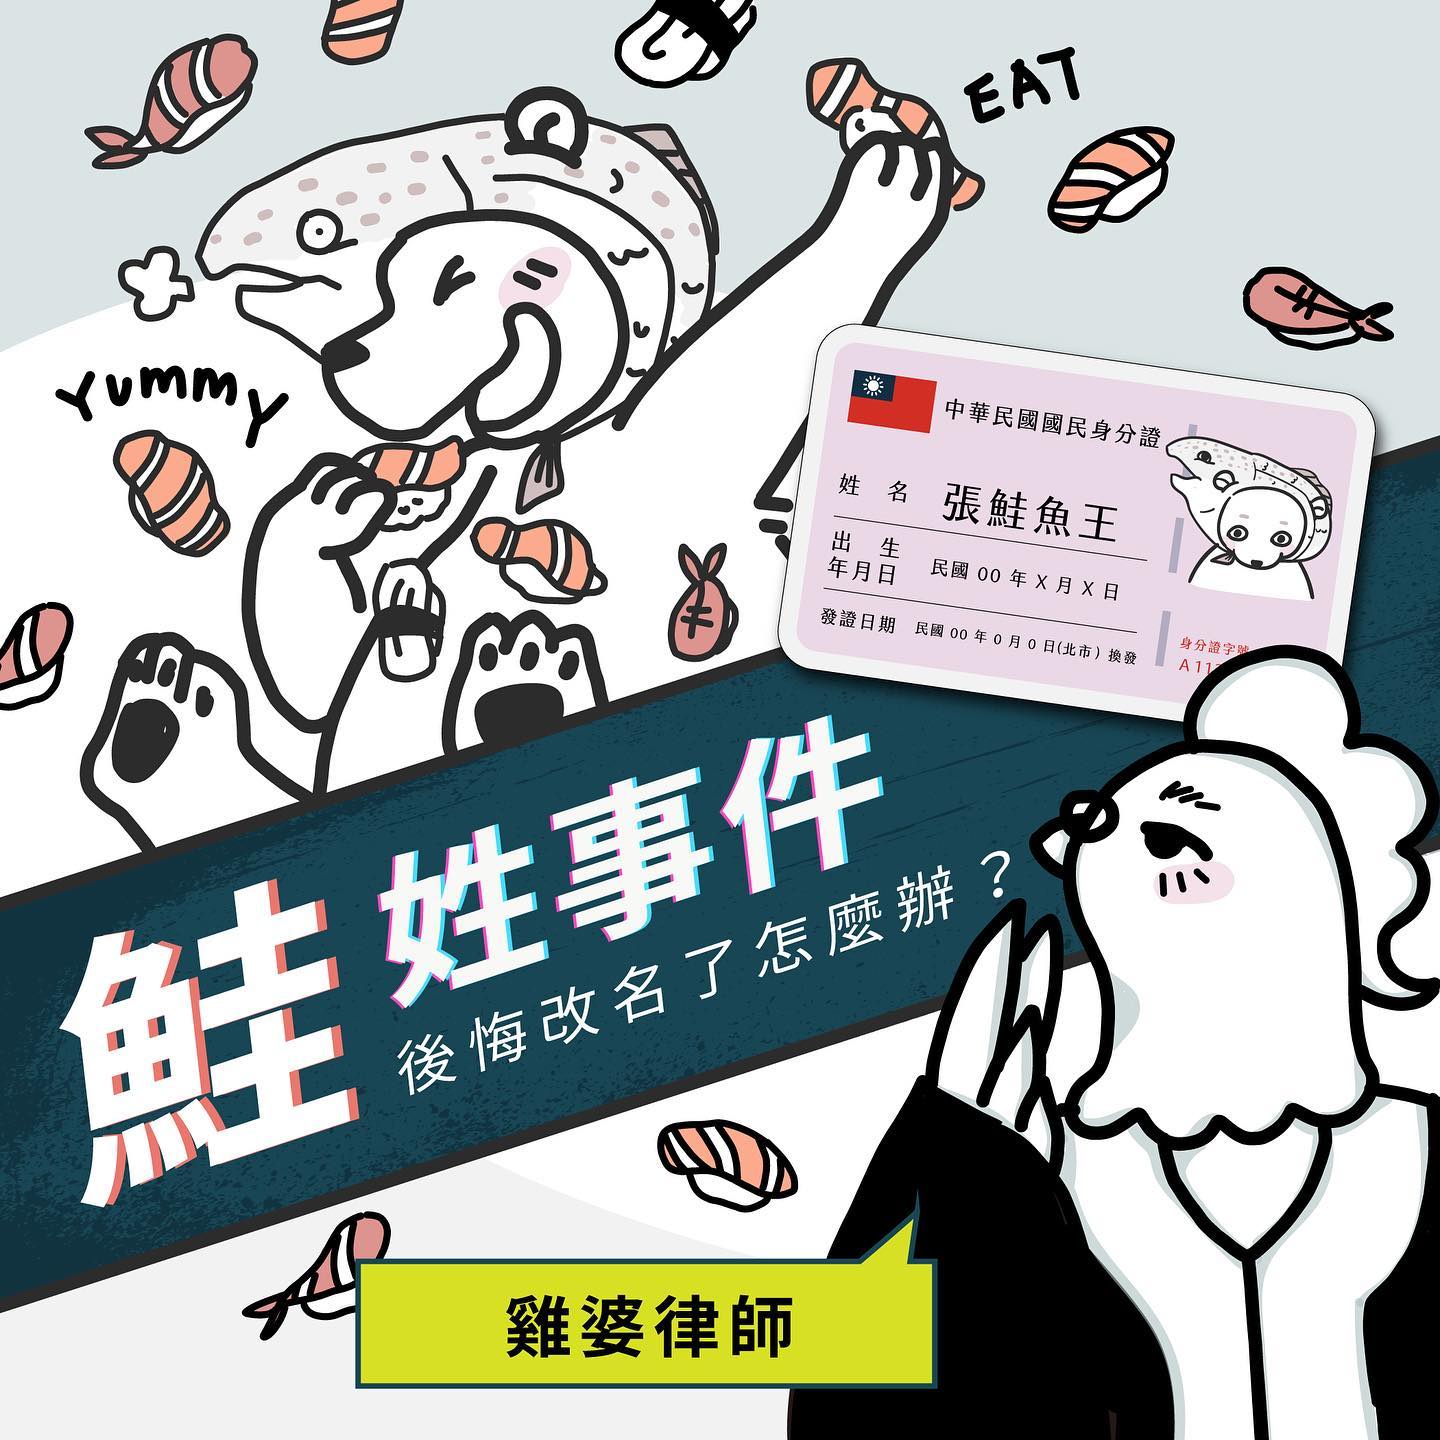 EAT
YummY
中華民國國民身分證
姓 名 張鮭魚王
出 生
年月日 民國 00 年 X 月 X 日
發證日期 民國 00 年 0 月 0 日(北市) 換發
身分證字號
A 11
鮭姓事件
後悔改名了怎麼辦？
雞婆律師